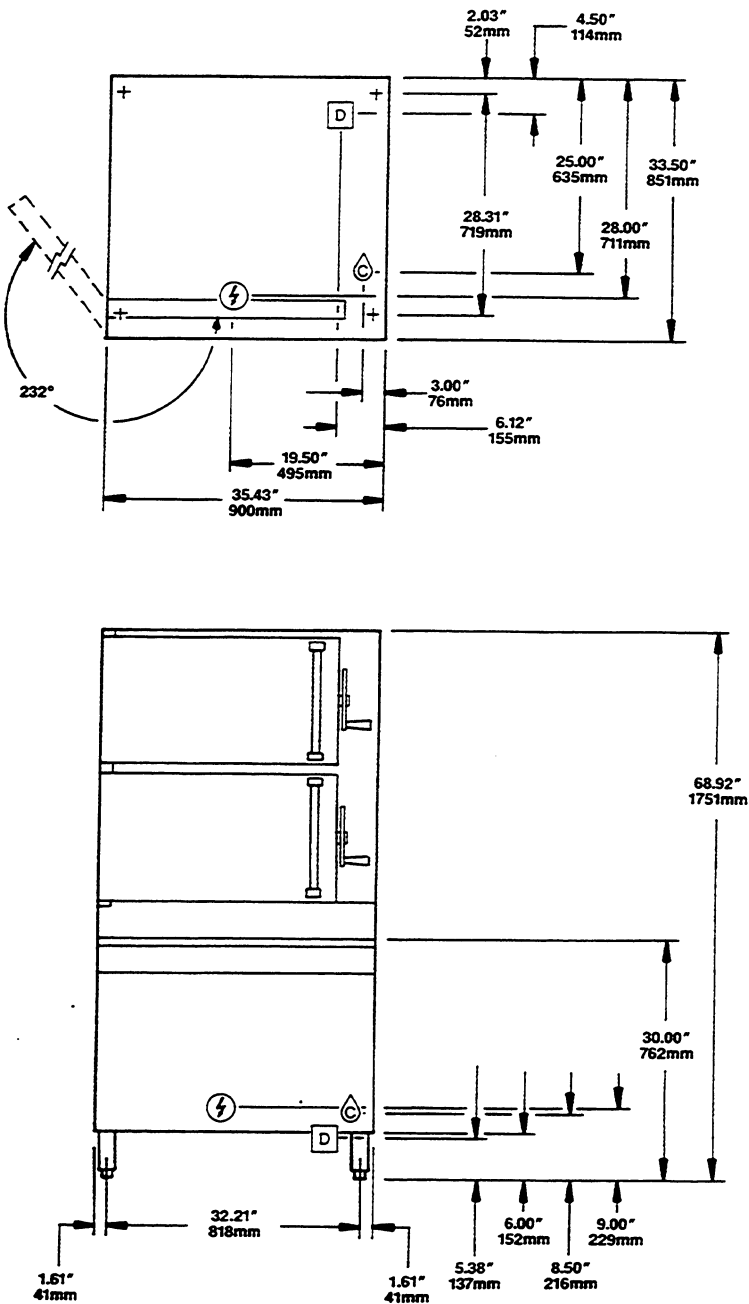 2.03"
52mm
4.50"
114mm
D
25.00"
635mm
33.50"
851mm
28.31"
719mm
28.00"
711mm
C
232°
3.00"
76mm
6.12"
155mm
19.50"
495mm
35.43"
900mm
68.92"
1751mm
30.00"
762mm
C
D
32.21"
818mm
6.00"
152mm
9.00"
229mm
5.38"
137mm
8.50"
216mm
1.61"
41mm
1.61"
41mm